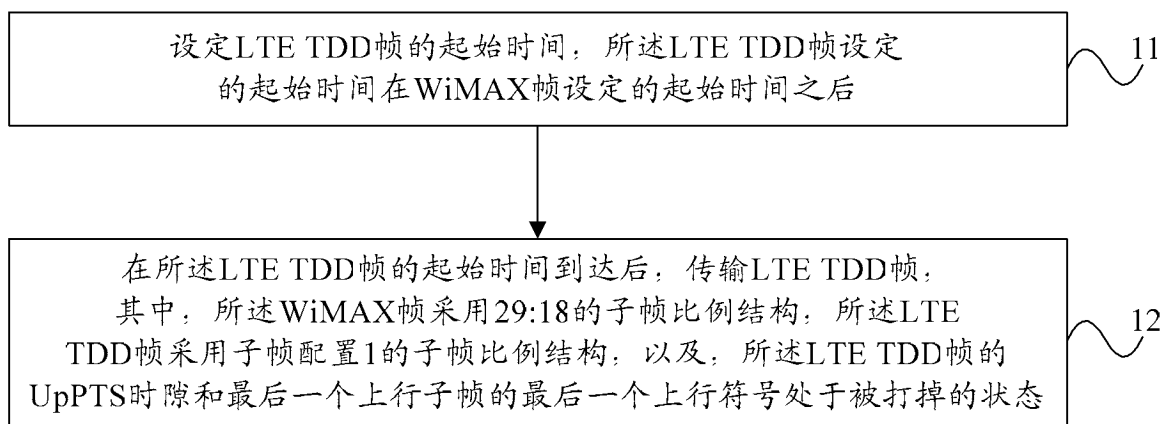 设定LTE TDD帧的起始时间，所述LTE TDD帧设定
的起始时间在WiMAX帧设定的起始时间之后
11
在所述LTE TDD帧的起始时间到达后，传输LTE TDD帧，
其中，所述WiMAX帧采用29:18的子帧比例结构，所述LTE
TDD帧采用子帧配置1的子帧比例结构，以及，所述LTE TDD帧的
UpPTS时隙和最后一个上行子帧的最后一个上行符号处于被打掉的状态
12